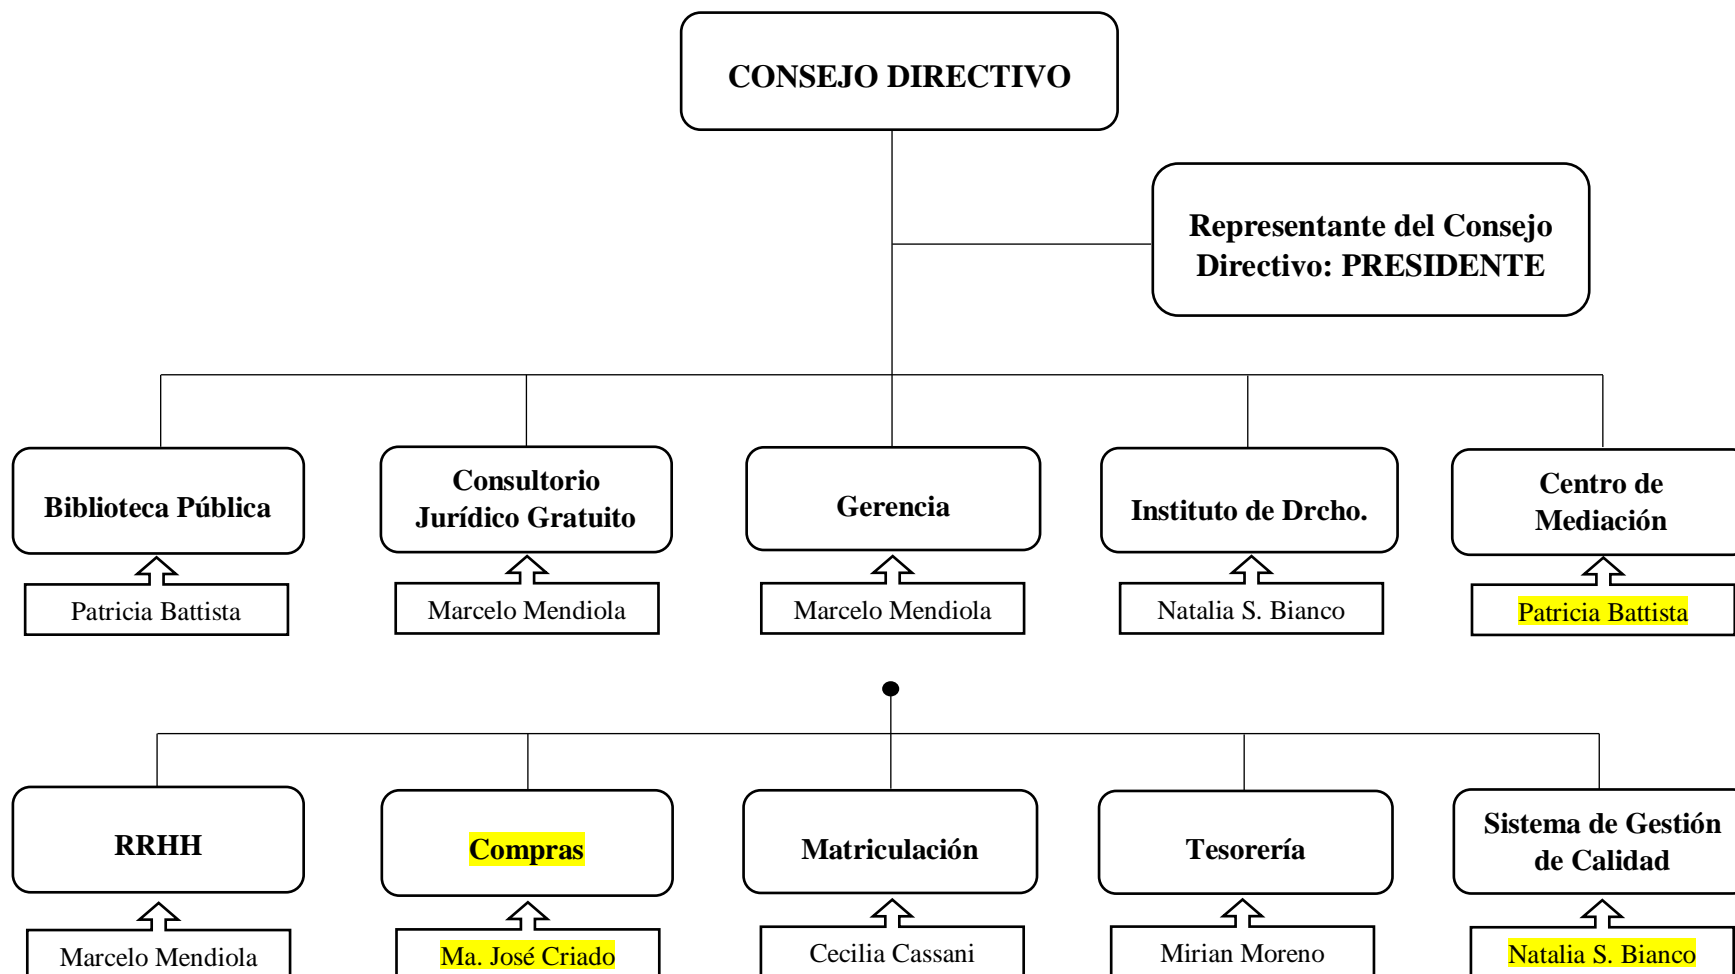 CONSEJO DIRECTIVO
Representante del Consejo
Directivo: PRESIDENTE
Biblioteca Pública
Consultorio
Jurídico Gratuito
Gerencia
Instituto de Drcho.
Centro de
Mediación
Patricia Battista
Marcelo Mendiola
Marcelo Mendiola
Natalia S. Bianco
Patricia Battista
RRHH
Compras
Matriculación
Tesorería
Sistema de Gestión
de Calidad
Marcelo Mendiola
Ma. José Criado
Cecilia Cassani
Mirian Moreno
Natalia S. Bianco